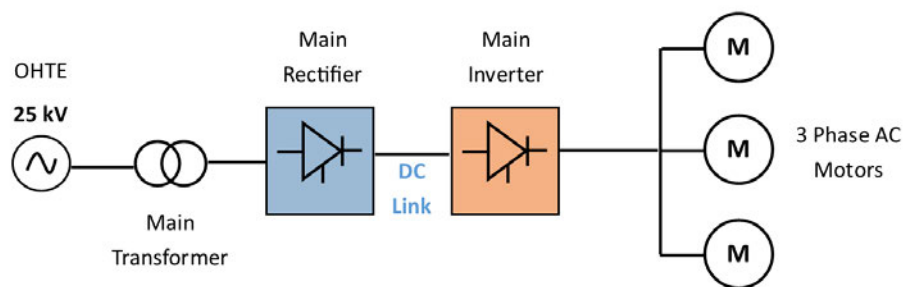 OHTE
25 kV
Main
Transformer
Main
Rectifier
DC
Link
Main
Inverter
M
M
M
3 Phase AC
Motors